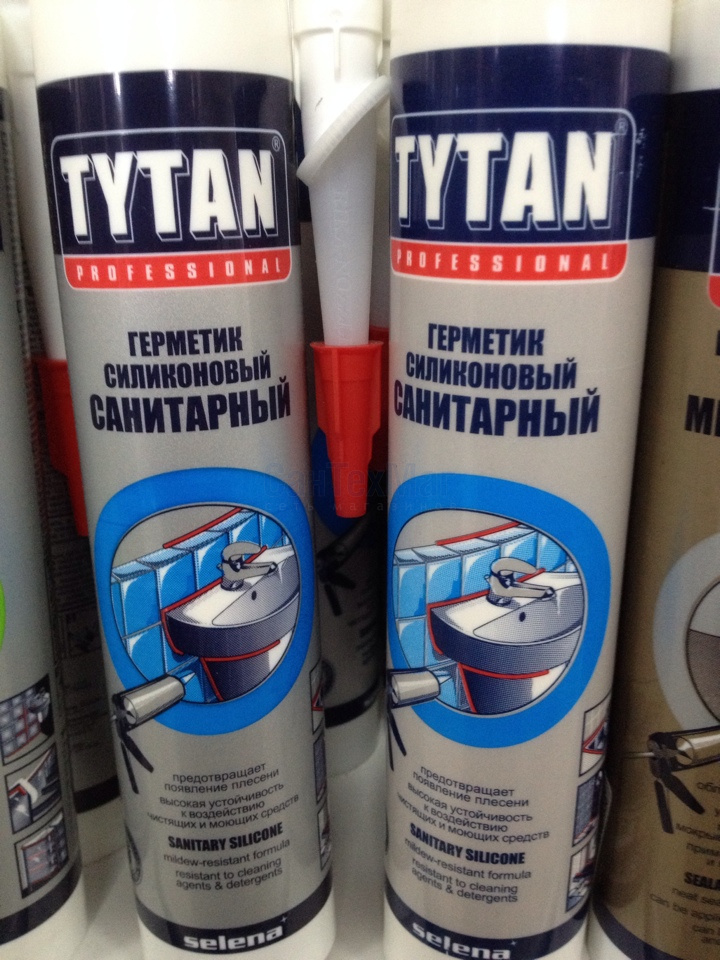 TYTAN®
PROFESSIONAL
ГЕРМЕТИК
СИЛИКОНОВЫЙ
САНИТАРНЫЙ
предотвращает
появление плесени
высокая устойчивость
к воздействию
чистящих и моющих средств
SANITARY SILICONE
mildew-resistant formula
resistant to cleaning
agents & detergents
selena
TYTAN®
PROFESSIONAL
ГЕРМЕТИК
СИЛИКОНОВЫЙ
САНИТАРНЫЙ
предотвращает
появление плесени
высокая устойчивость
к воздействию
чистящих и моющих средств
SANITARY SILICONE
mildew-resistant formula
resistant to cleaning
agents & detergents
selena
СанТехМаг